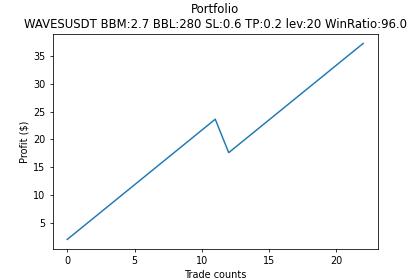 Portfolio
WAVESUSDT BBM:2.7 BBL:280 SL:0.6 TP:0.2 lev:20 WinRatio:96.0
35
30
25
20
15
10
5
Profit ($)
0 5 10 15 20
Trade counts